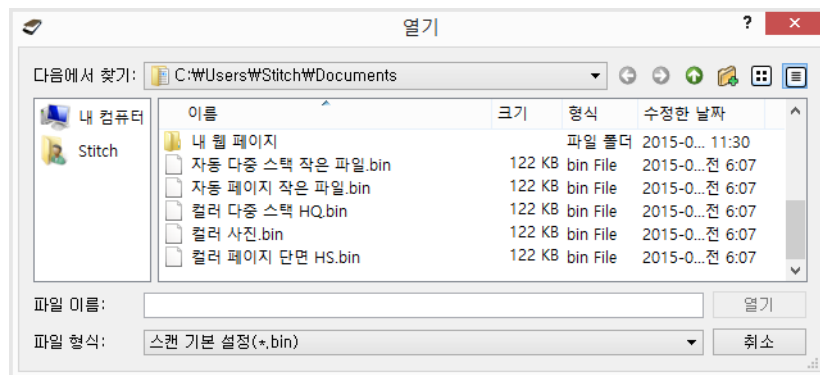 열기
?
×
다음에서 찾기: C:₩Users₩Stitch₩Documents
내 컴퓨터
Stitch
이름 크기 형식 수정한 날짜
내 웹 페이지 파일 폴더 2015-0... 11:30
자동 다중 스택 작은 파일.bin 122 KB bin File 2015-0...전 6:07
자동 페이지 작은 파일.bin 122 KB bin File 2015-0...전 6:07
컬러 다중 스택 HQ.bin 122 KB bin File 2015-0...전 6:07
컬러 사진.bin 122 KB bin File 2015-0...전 6:07
컬러 페이지 단면 HS.bin 122 KB bin File 2015-0...전 6:07
파일 이름: 열기
파일 형식: 스캔 기본 설정(*.bin) 취소